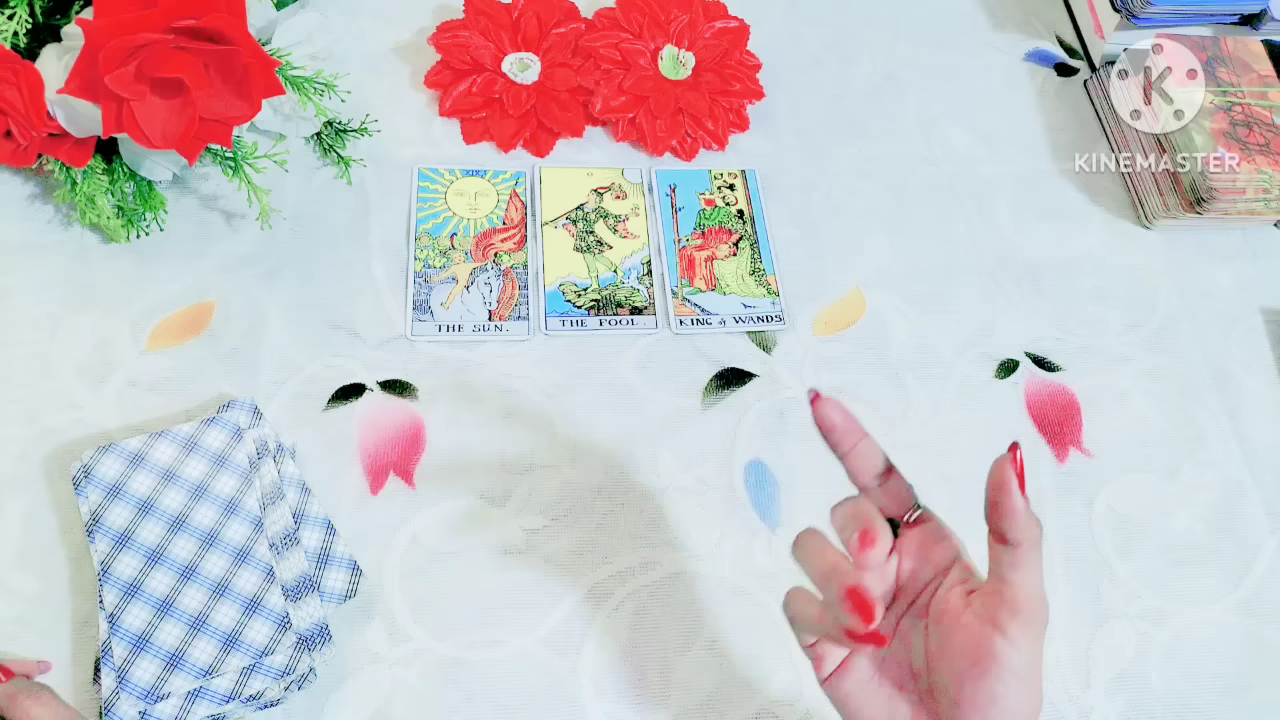 XIX
0
THE SUN.
THE FOOL.
KING of WANDS
K
KINEMASTER